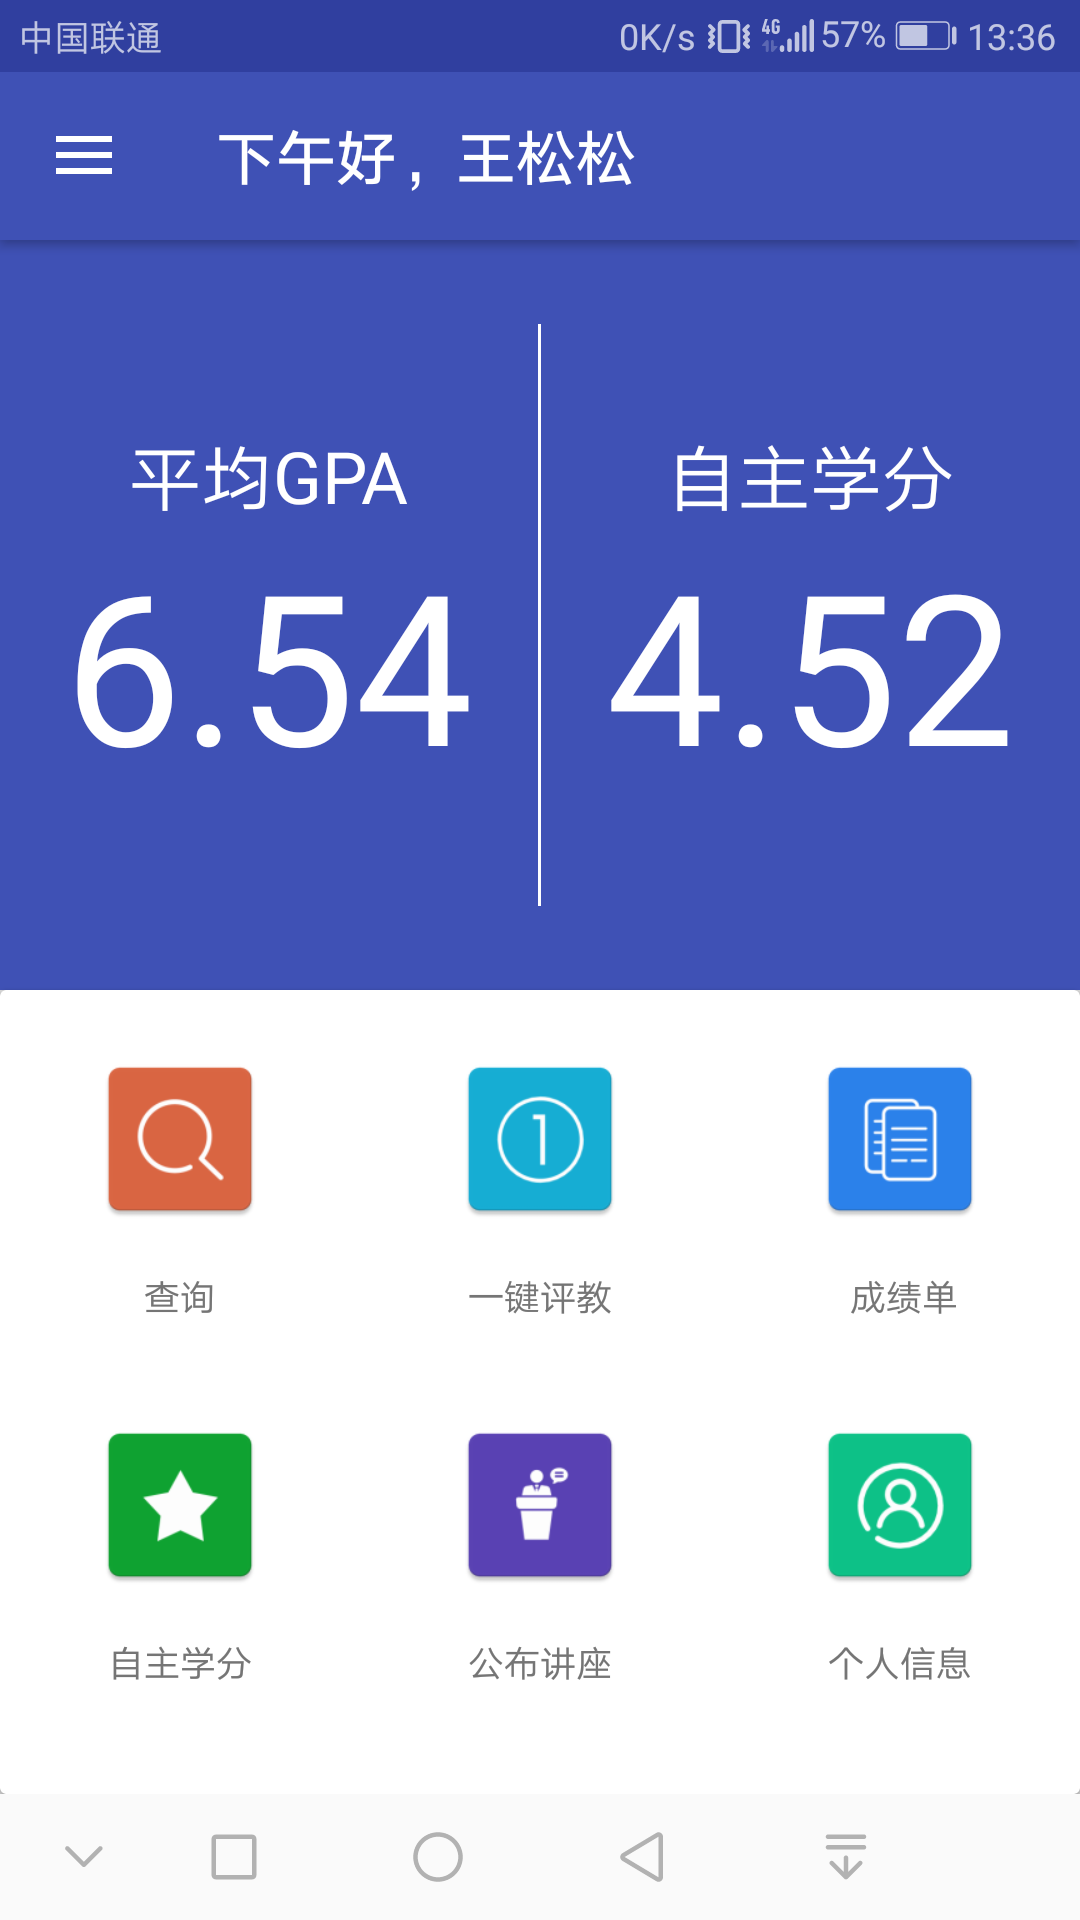 中国联通 0K/s 4G 57% 13:36
下午好，王松松
平均GPA 自主学分
6.54 4.52
1
查询 一键评教 成绩单
自主学分 公布讲座 个人信息